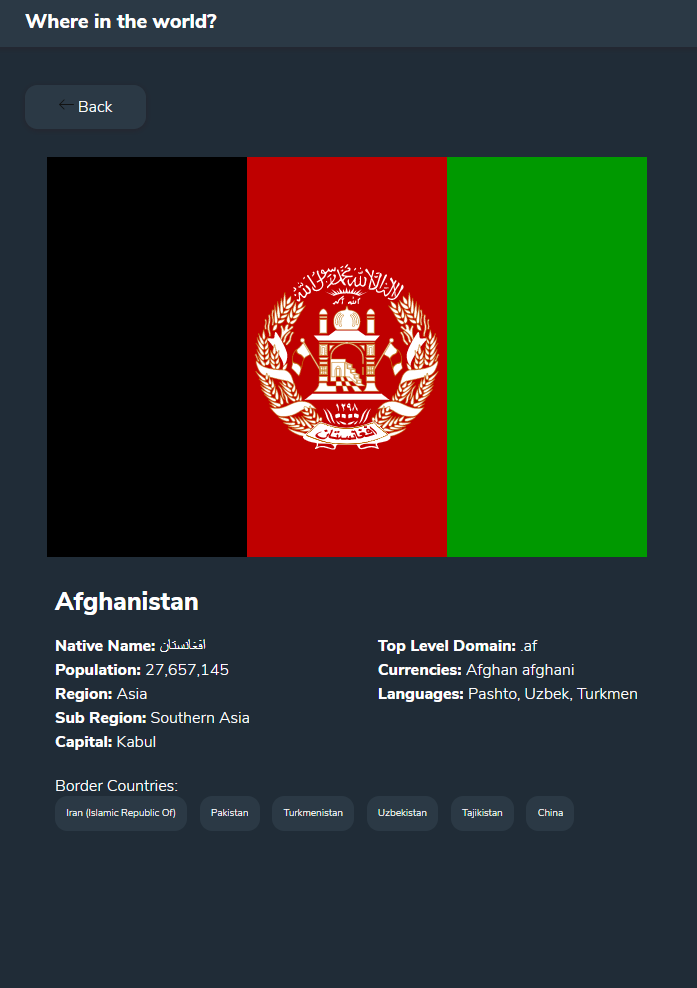 Where in the world?
Back
لا إله إلا الله محمد رسول الله
الله أكبر
١٢٩٨
افغانستان
Afghanistan
Native Name: افغانستان
Top Level Domain: .af
Population: 27,657,145
Currencies: Afghan afghani
Region: Asia
Languages: Pashto, Uzbek, Turkmen
Sub Region: Southern Asia
Capital: Kabul
Border Countries:
Iran (Islamic Republic Of) Pakistan Turkmenistan Uzbekistan Tajikistan China